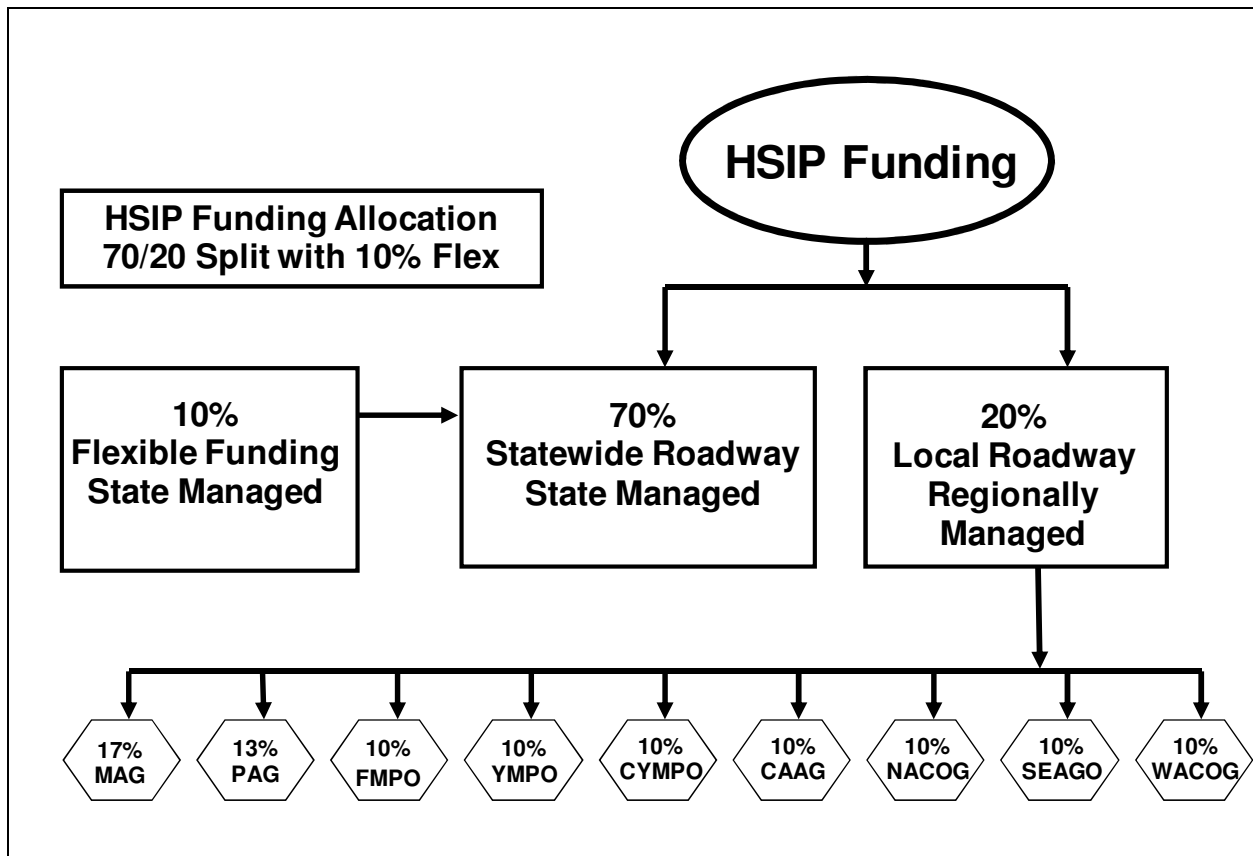 HSIP Funding
HSIP Funding Allocation
70/20 Split with 10% Flex
10%
Flexible Funding
State Managed
70%
Statewide Roadway
State Managed
20%
Local Roadway
Regionally
Managed
17%
MAG
13%
PAG
10%
FMPO
10%
YMPO
10%
CYMPO
10%
CAAG
10%
NACOG
10%
SEAGO
10%
WACOG